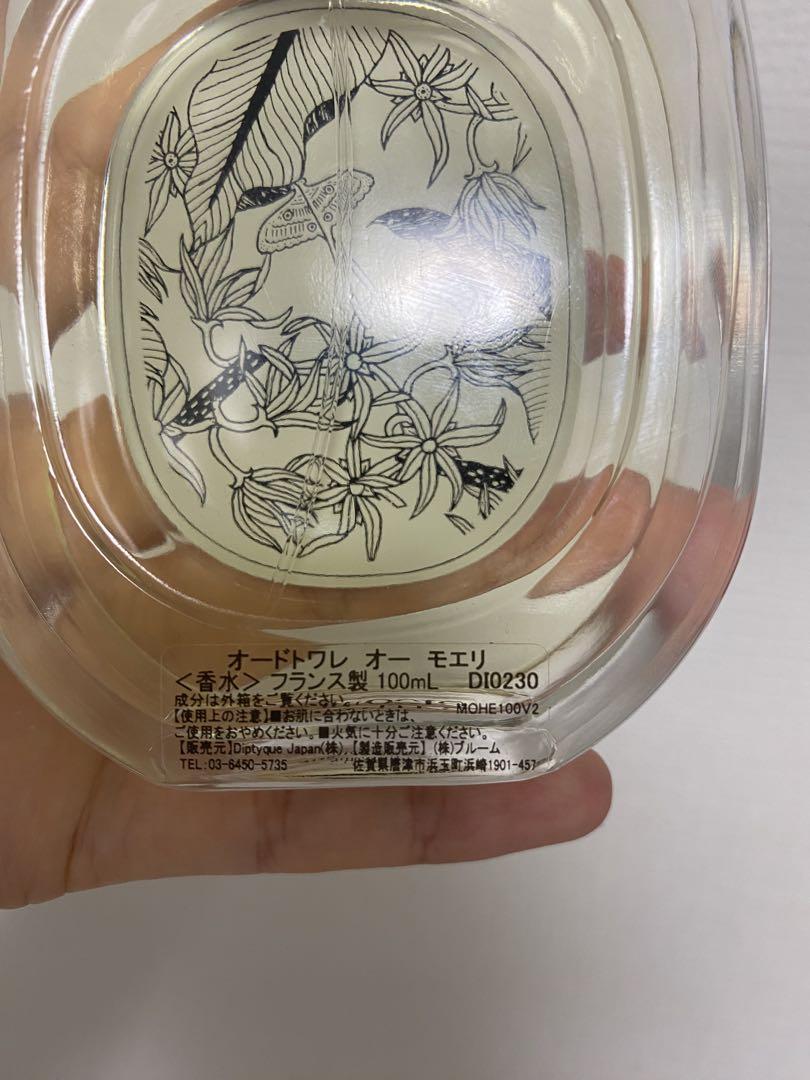 オードトワレ オー モエリ
＜香水＞ フランス製 100mL DI0230
成分は外箱をご覧ください。 MOHE100V2
【使用上の注意】■お肌に合わないときは、
ご使用をおやめください。■火気に十分ご注意ください。
【販売元】Diptyque Japan(株)、【製造販売元】(株)ブルーム
TEL:03-6450-5735 佐賀県唐津市浜玉町浜崎1901-457